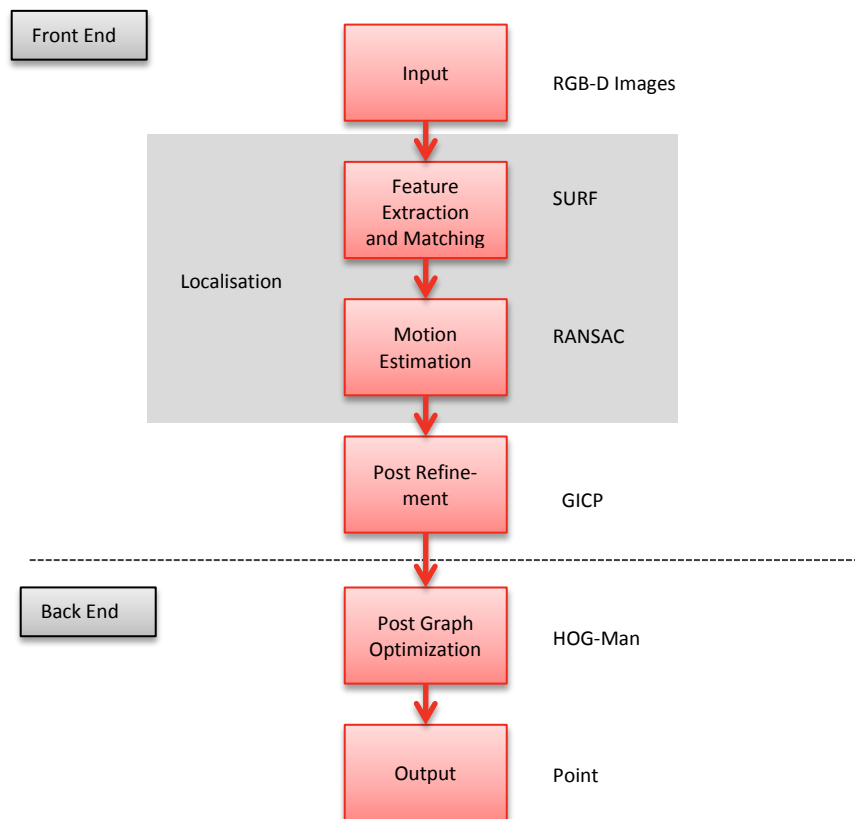 Front End
Input
RGB-D Images
Feature
Extraction
and Matching
SURF
Localisation
Motion
Estimation
RANSAC
Post Refine-
ment
GICP
Back End
Post Graph
Optimization
HOG-Man
Output
Point